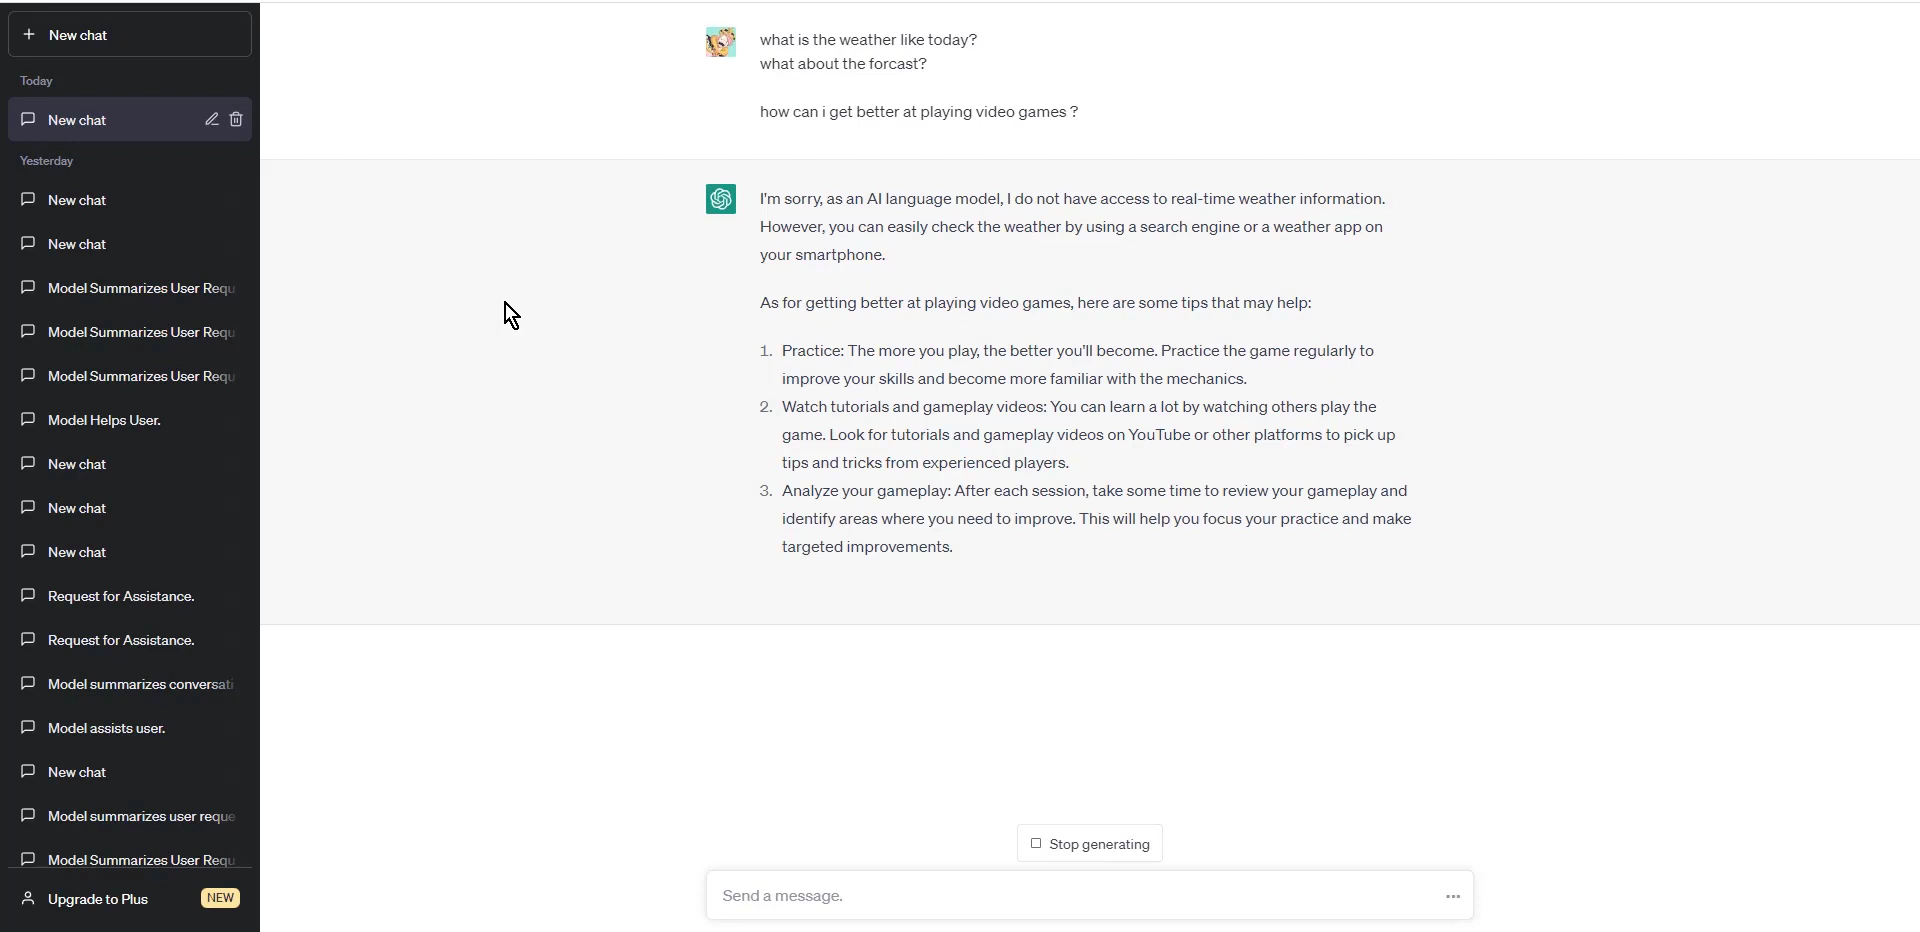 New chat
Today
New chat
Yesterday
New chat
New chat
Model Summarizes User Requ
Model Summarizes User Requ
Model Summarizes User Requ
Model Helps User.
New chat
New chat
New chat
Request for Assistance.
Request for Assistance.
Model summarizes conversati
Model assists user.
New chat
Model summarizes user reque
Model Summarizes User Requ
Upgrade to Plus NEW
what is the weather like today?
what about the forcast?
how can i get better at playing video games ?
I'm sorry, as an AI language model, I do not have access to real-time weather information.
However, you can easily check the weather by using a search engine or a weather app on
your smartphone.
As for getting better at playing video games, here are some tips that may help:
1. Practice: The more you play, the better you'll become. Practice the game regularly to
improve your skills and become more familiar with the mechanics.
2. Watch tutorials and gameplay videos: You can learn a lot by watching others play the
game. Look for tutorials and gameplay videos on YouTube or other platforms to pick up
tips and tricks from experienced players.
3. Analyze your gameplay: After each session, take some time to review your gameplay and
identify areas where you need to improve. This will help you focus your practice and make
targeted improvements.
Stop generating
Send a message.